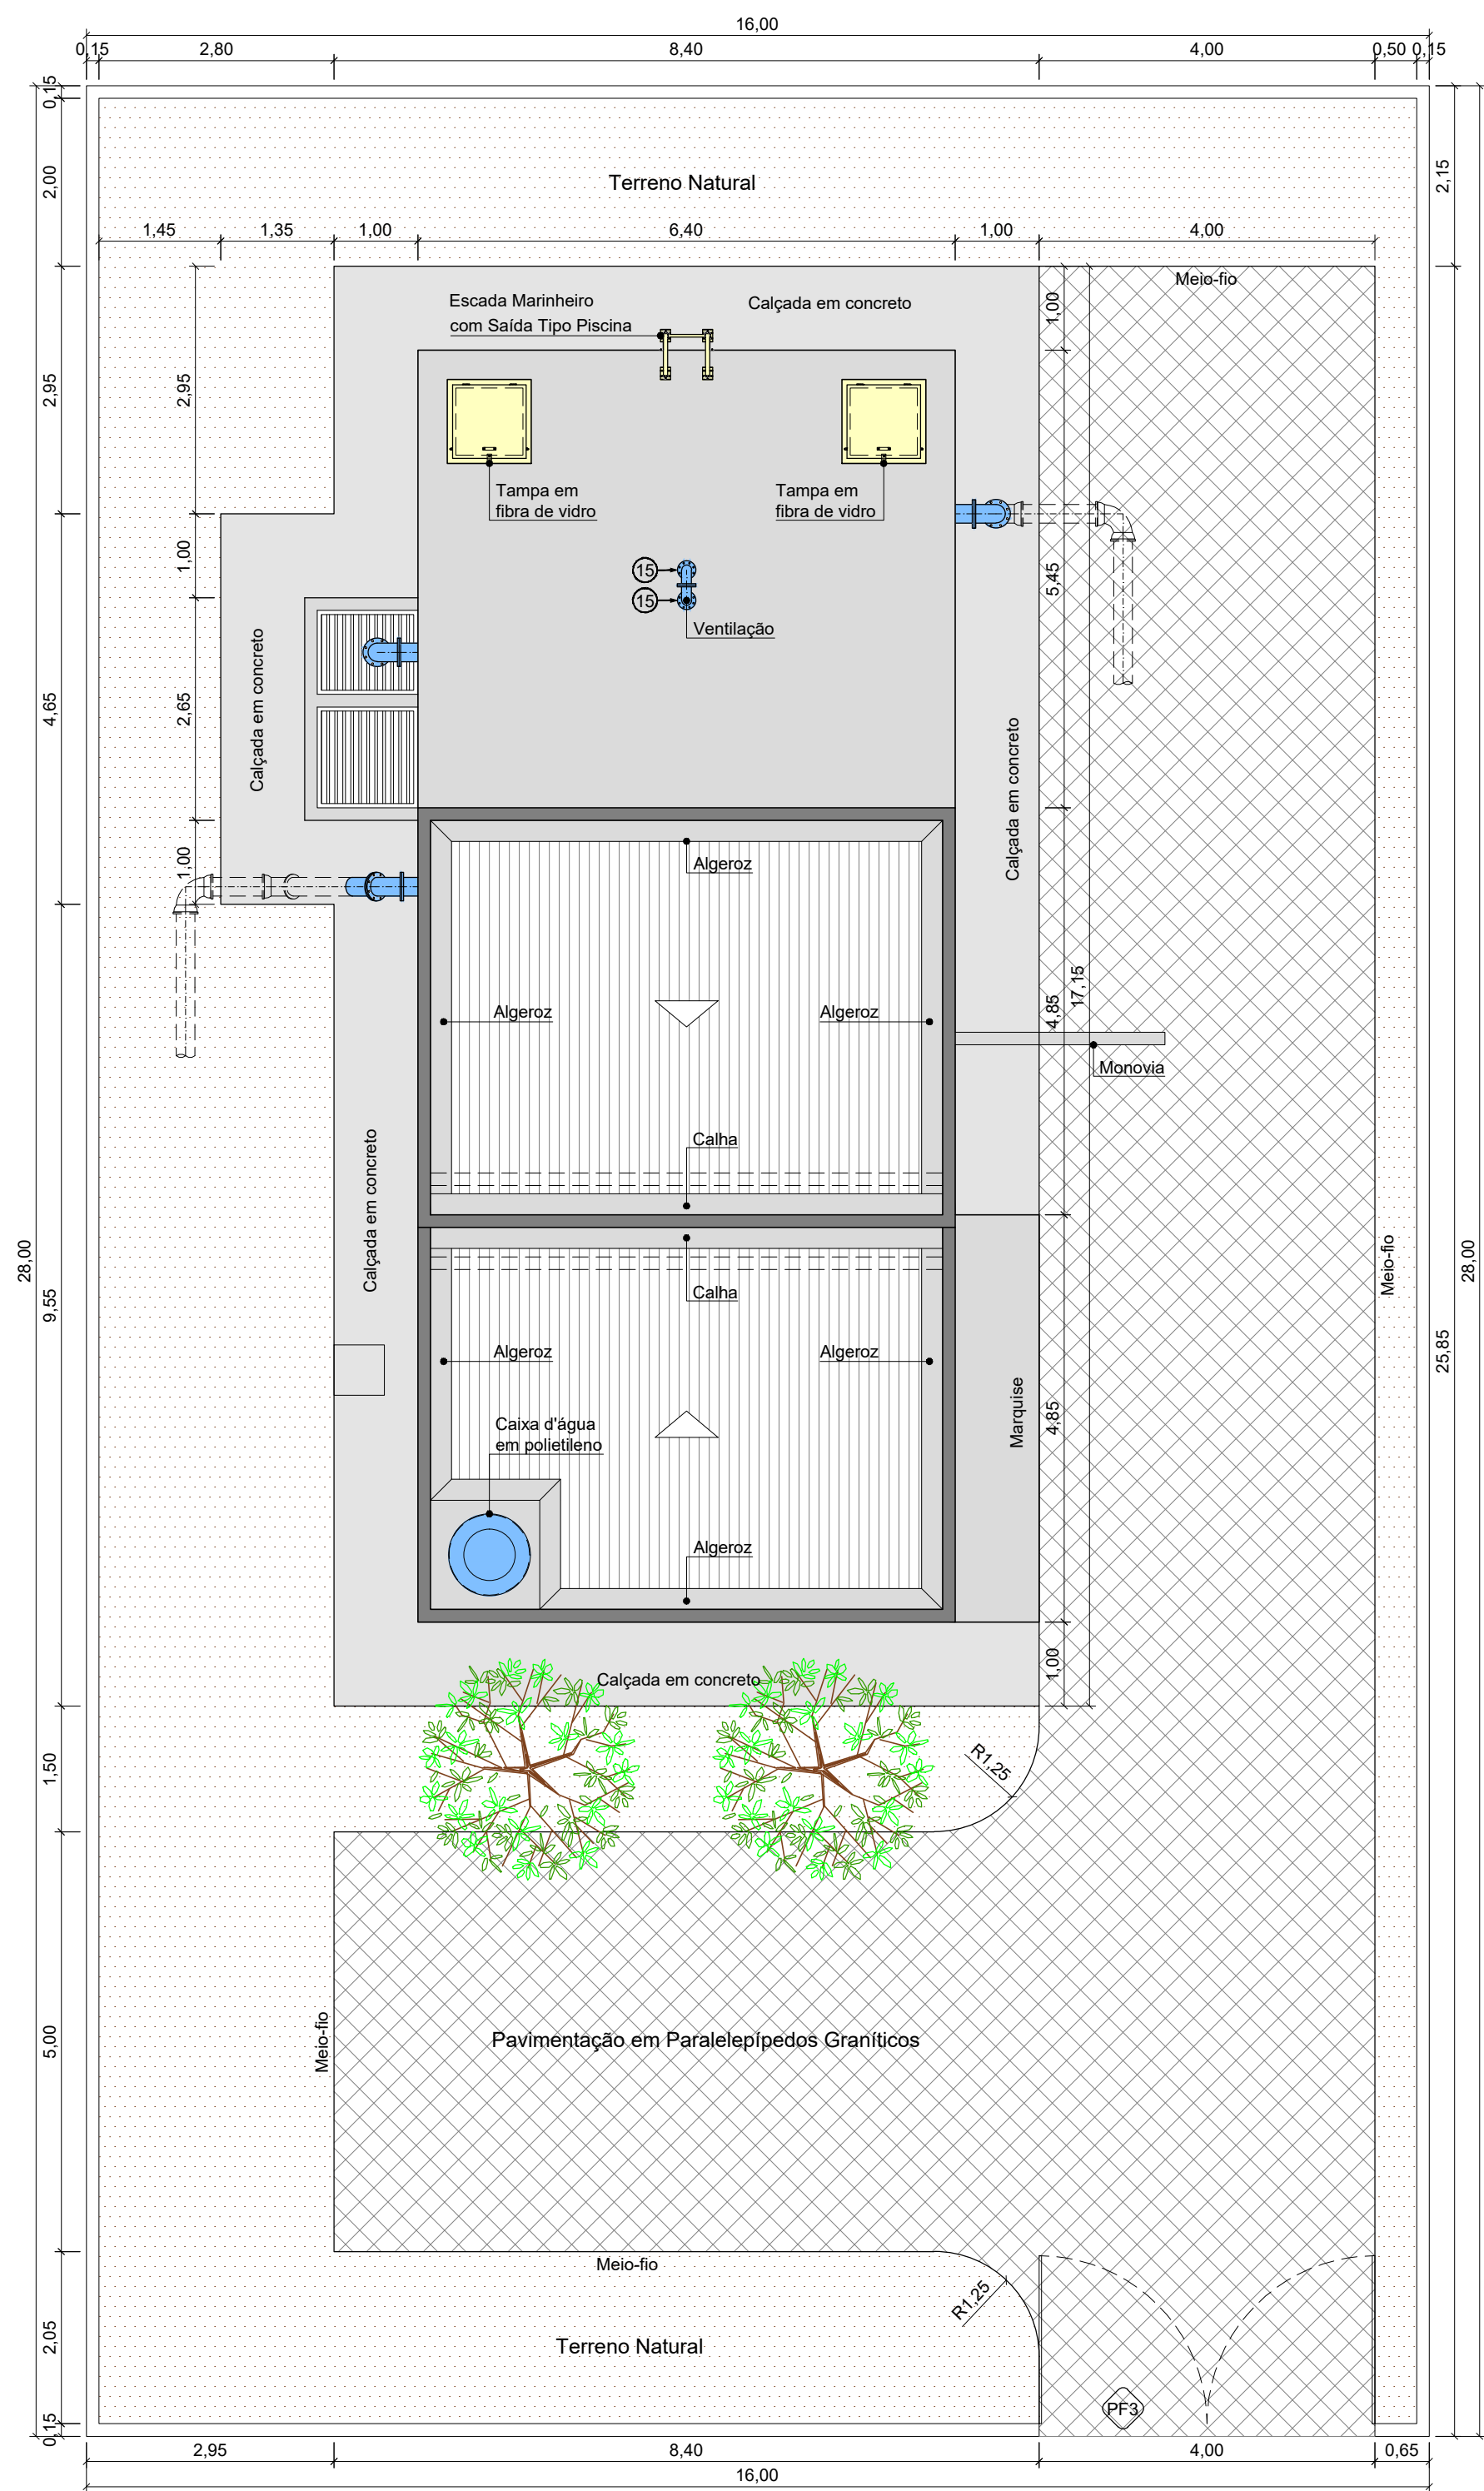 16,00
0,15
2,80
8,40
4,00
0,50
0,15
0,15
Terreno Natural
2,00
2,15
1,45
1,35
1,00
6,40
1,00
4,00
Meio-fio
Escada Marinheiro
com Saída Tipo Piscina
Calçada em concreto
1,00
2,95
2,95
Tampa em
fibra de vidro
Tampa em
fibra de vidro
1,00
15
15
Ventilação
5,45
Calçada em concreto
2,65
4,65
Calçada em concreto
1,00
Algeroz
Algeroz
Algeroz
4,85
17,15
Monovia
Calha
Calçada em concreto
28,00
9,55
Calha
Meio-fio
28,00
25,85
Algeroz
Algeroz
Marquise
4,85
Caixa d'água
em polietileno
Algeroz
Calçada em concreto
1,00
1,50
R1,25
Pavimentação em Paralelepípedos Graníticos
Meio-fio
5,00
Meio-fio
R1,25
Terreno Natural
2,05
PF3
0,15
2,95
8,40
4,00
0,65
16,00